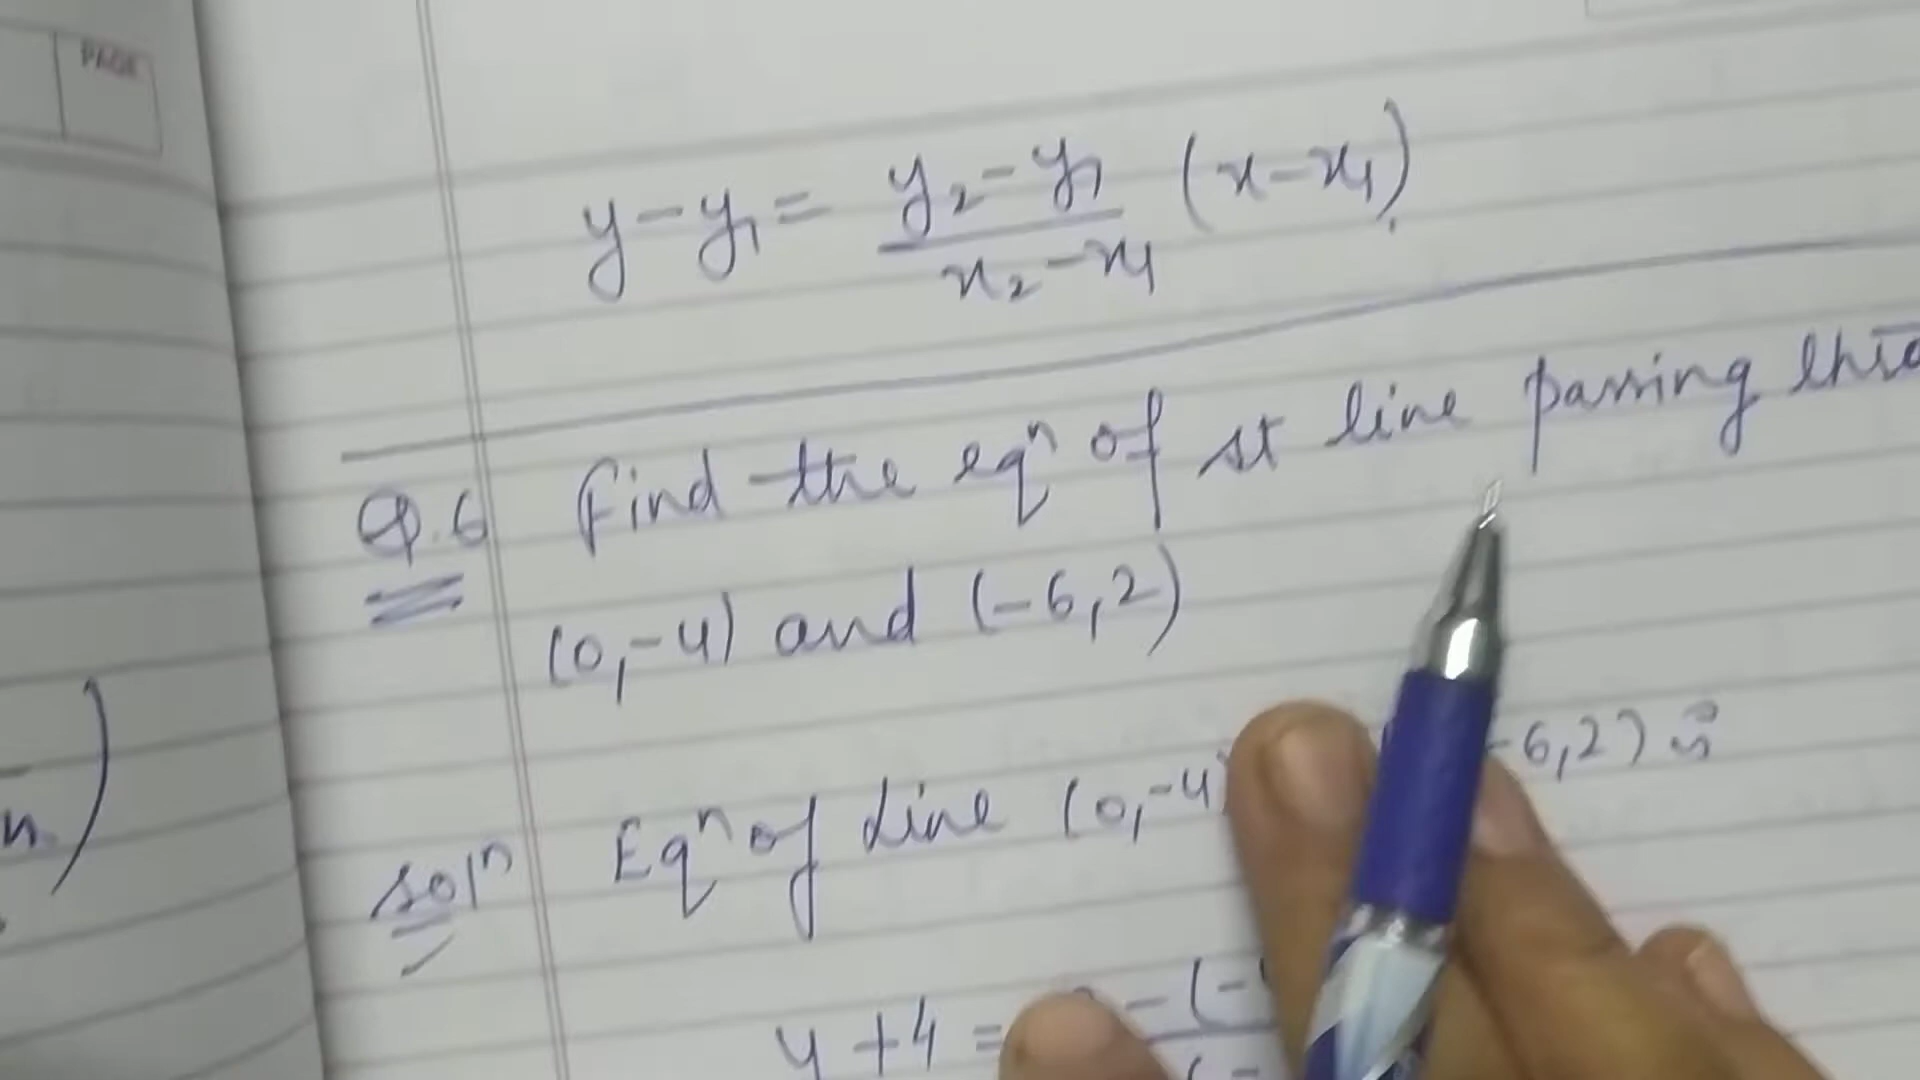 PAGE
y-y₁ = y₂-y₁ (x-x₁)
x₂-x₁
Q.6 Find the eqⁿ of st line passing thro
(0,-4) and (-6,2)
n)
solⁿ Eqⁿ of line (0,-4) -6,2) is
y+4 = -(-
(-